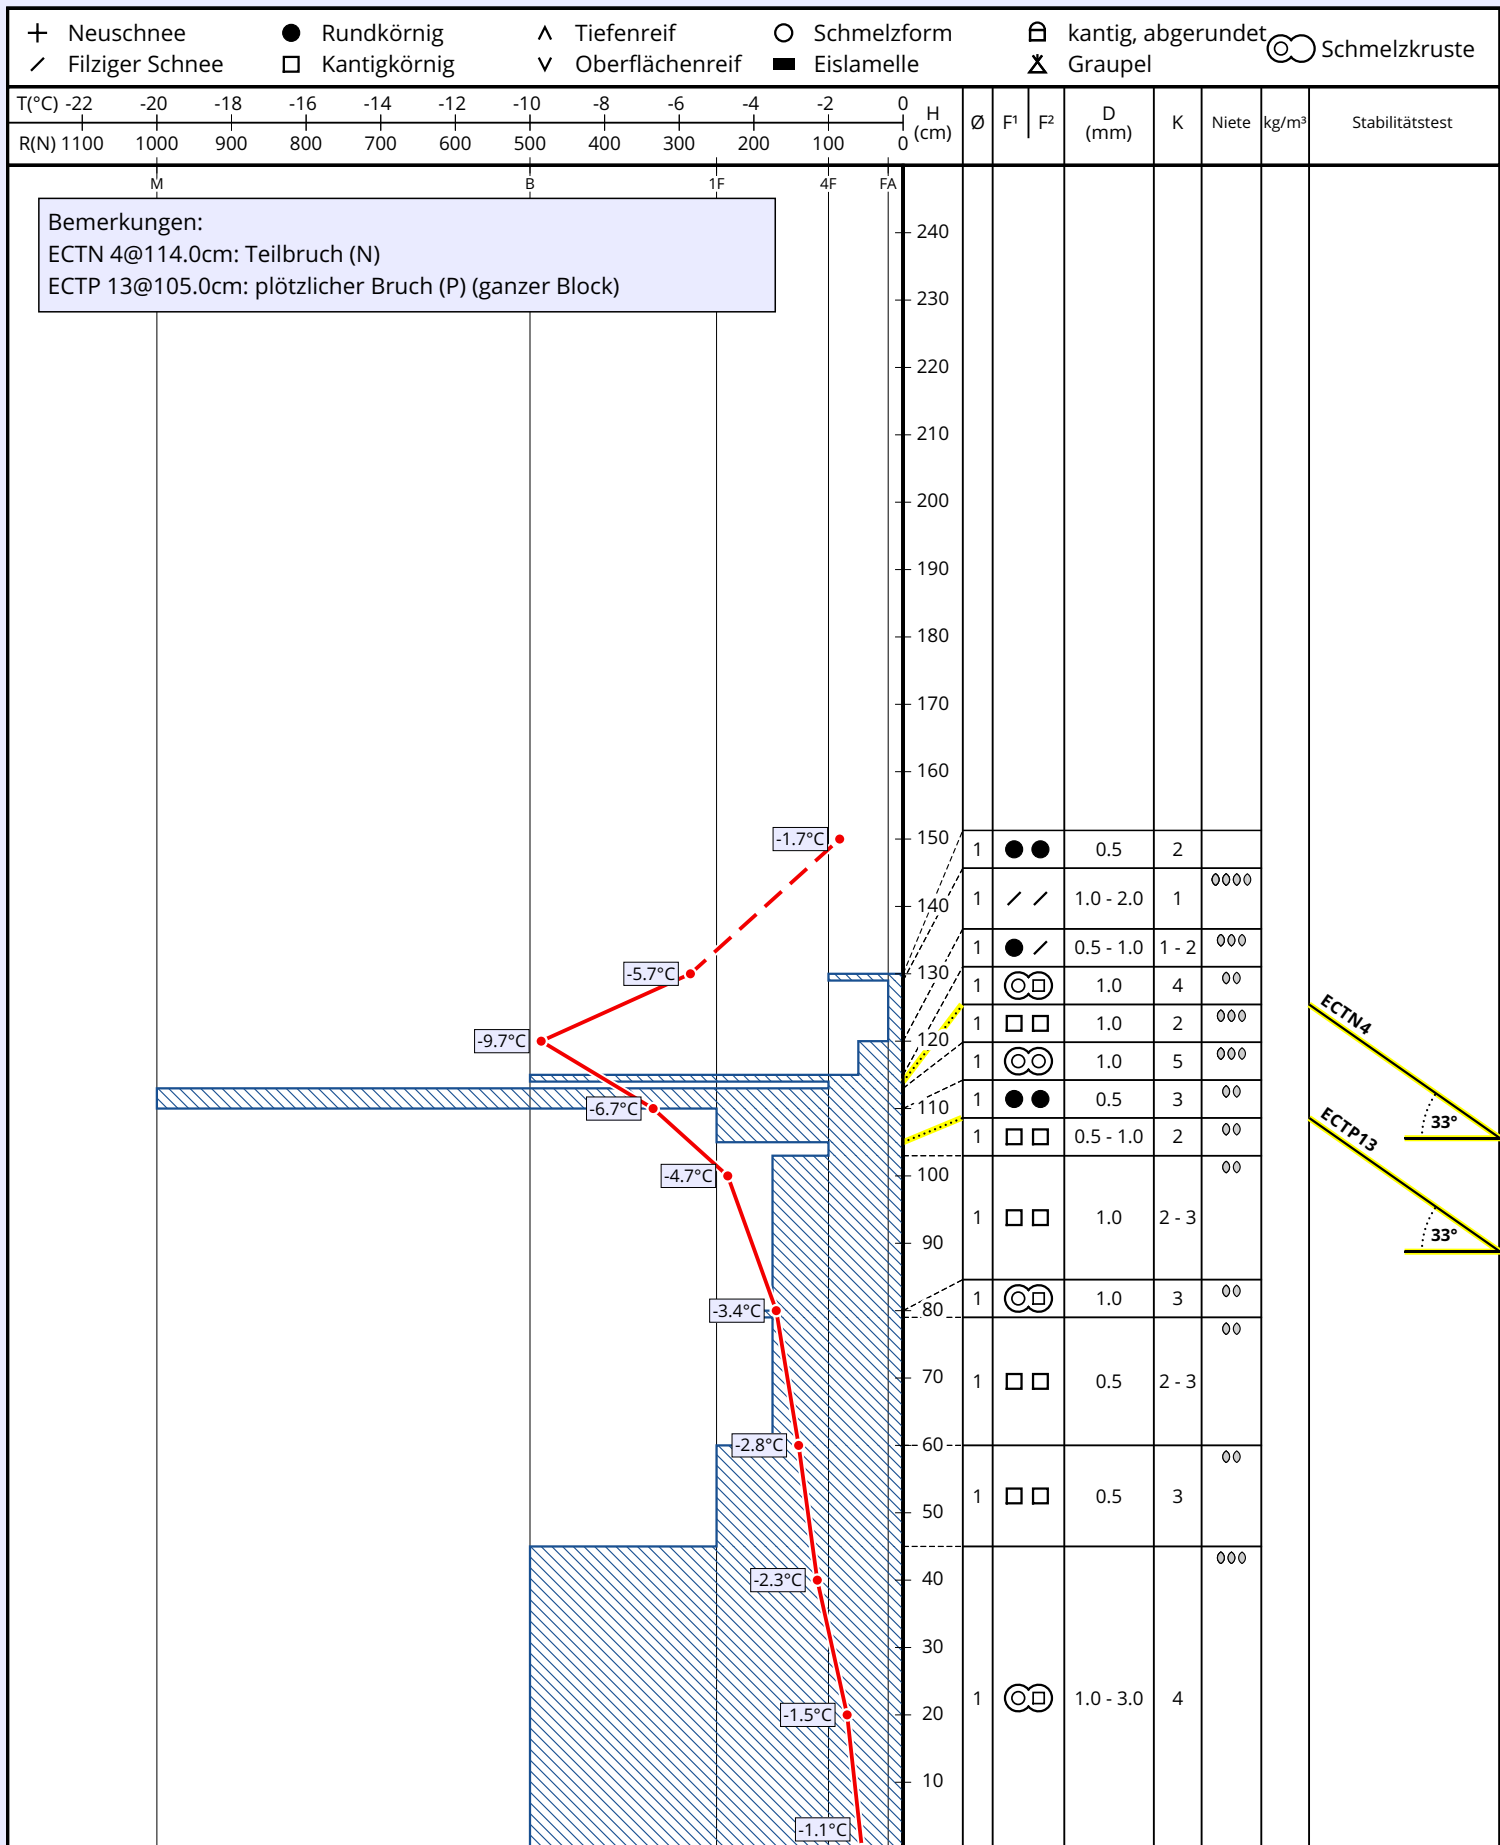 Neuschnee Rundkörnig Tiefenreif Schmelzform kantig, abgerundet Schmelzkruste
Filziger Schnee Kantigkörnig Oberflächenreif Eislamelle Graupel
T(°C) -22 -20 -18 -16 -14 -12 -10 -8 -6 -4 -2 0
R(N) 1100 1000 900 800 700 600 500 400 300 200 100 0
H (cm) Ø F¹ F² D (mm) K Niete kg/m³ Stabilitätstest
M B 1F 4F FA
Bemerkungen:
ECTN 4@114.0cm: Teilbruch (N)
ECTP 13@105.0cm: plötzlicher Bruch (P) (ganzer Block)
240
230
220
210
200
190
180
170
160
150
140
130
120
110
100
90
80
70
60
50
40
30
20
10
-1.7°C
-5.7°C
-9.7°C
-6.7°C
-4.7°C
-3.4°C
-2.8°C
-2.3°C
-1.5°C
-1.1°C
1 0.5 2
1 1.0 - 2.0 1
1 0.5 - 1.0 1 - 2
1 1.0 4
1 1.0 2
1 1.0 5
1 0.5 3
1 0.5 - 1.0 2
1 1.0 2 - 3
1 1.0 3
1 0.5 2 - 3
1 0.5 3
1 1.0 - 3.0 4
ECTN4
33°
ECTP13
33°